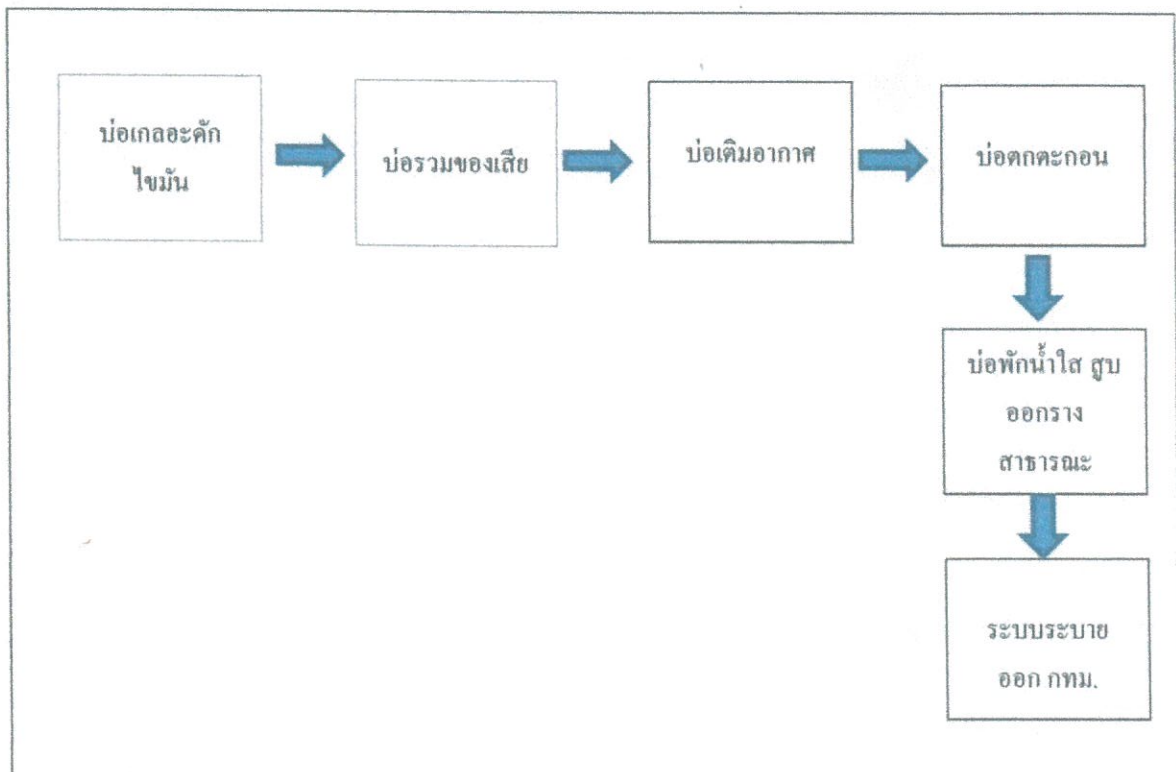 บ่อเกลอะดัก
ไขมัน
บ่อรวมของเสีย
บ่อเติมอากาศ
บ่อตกตะกอน
บ่อพักน้ำใส สูบ
ออกราง
สาธารณะ
ระบบระบาย
ออก กทม.